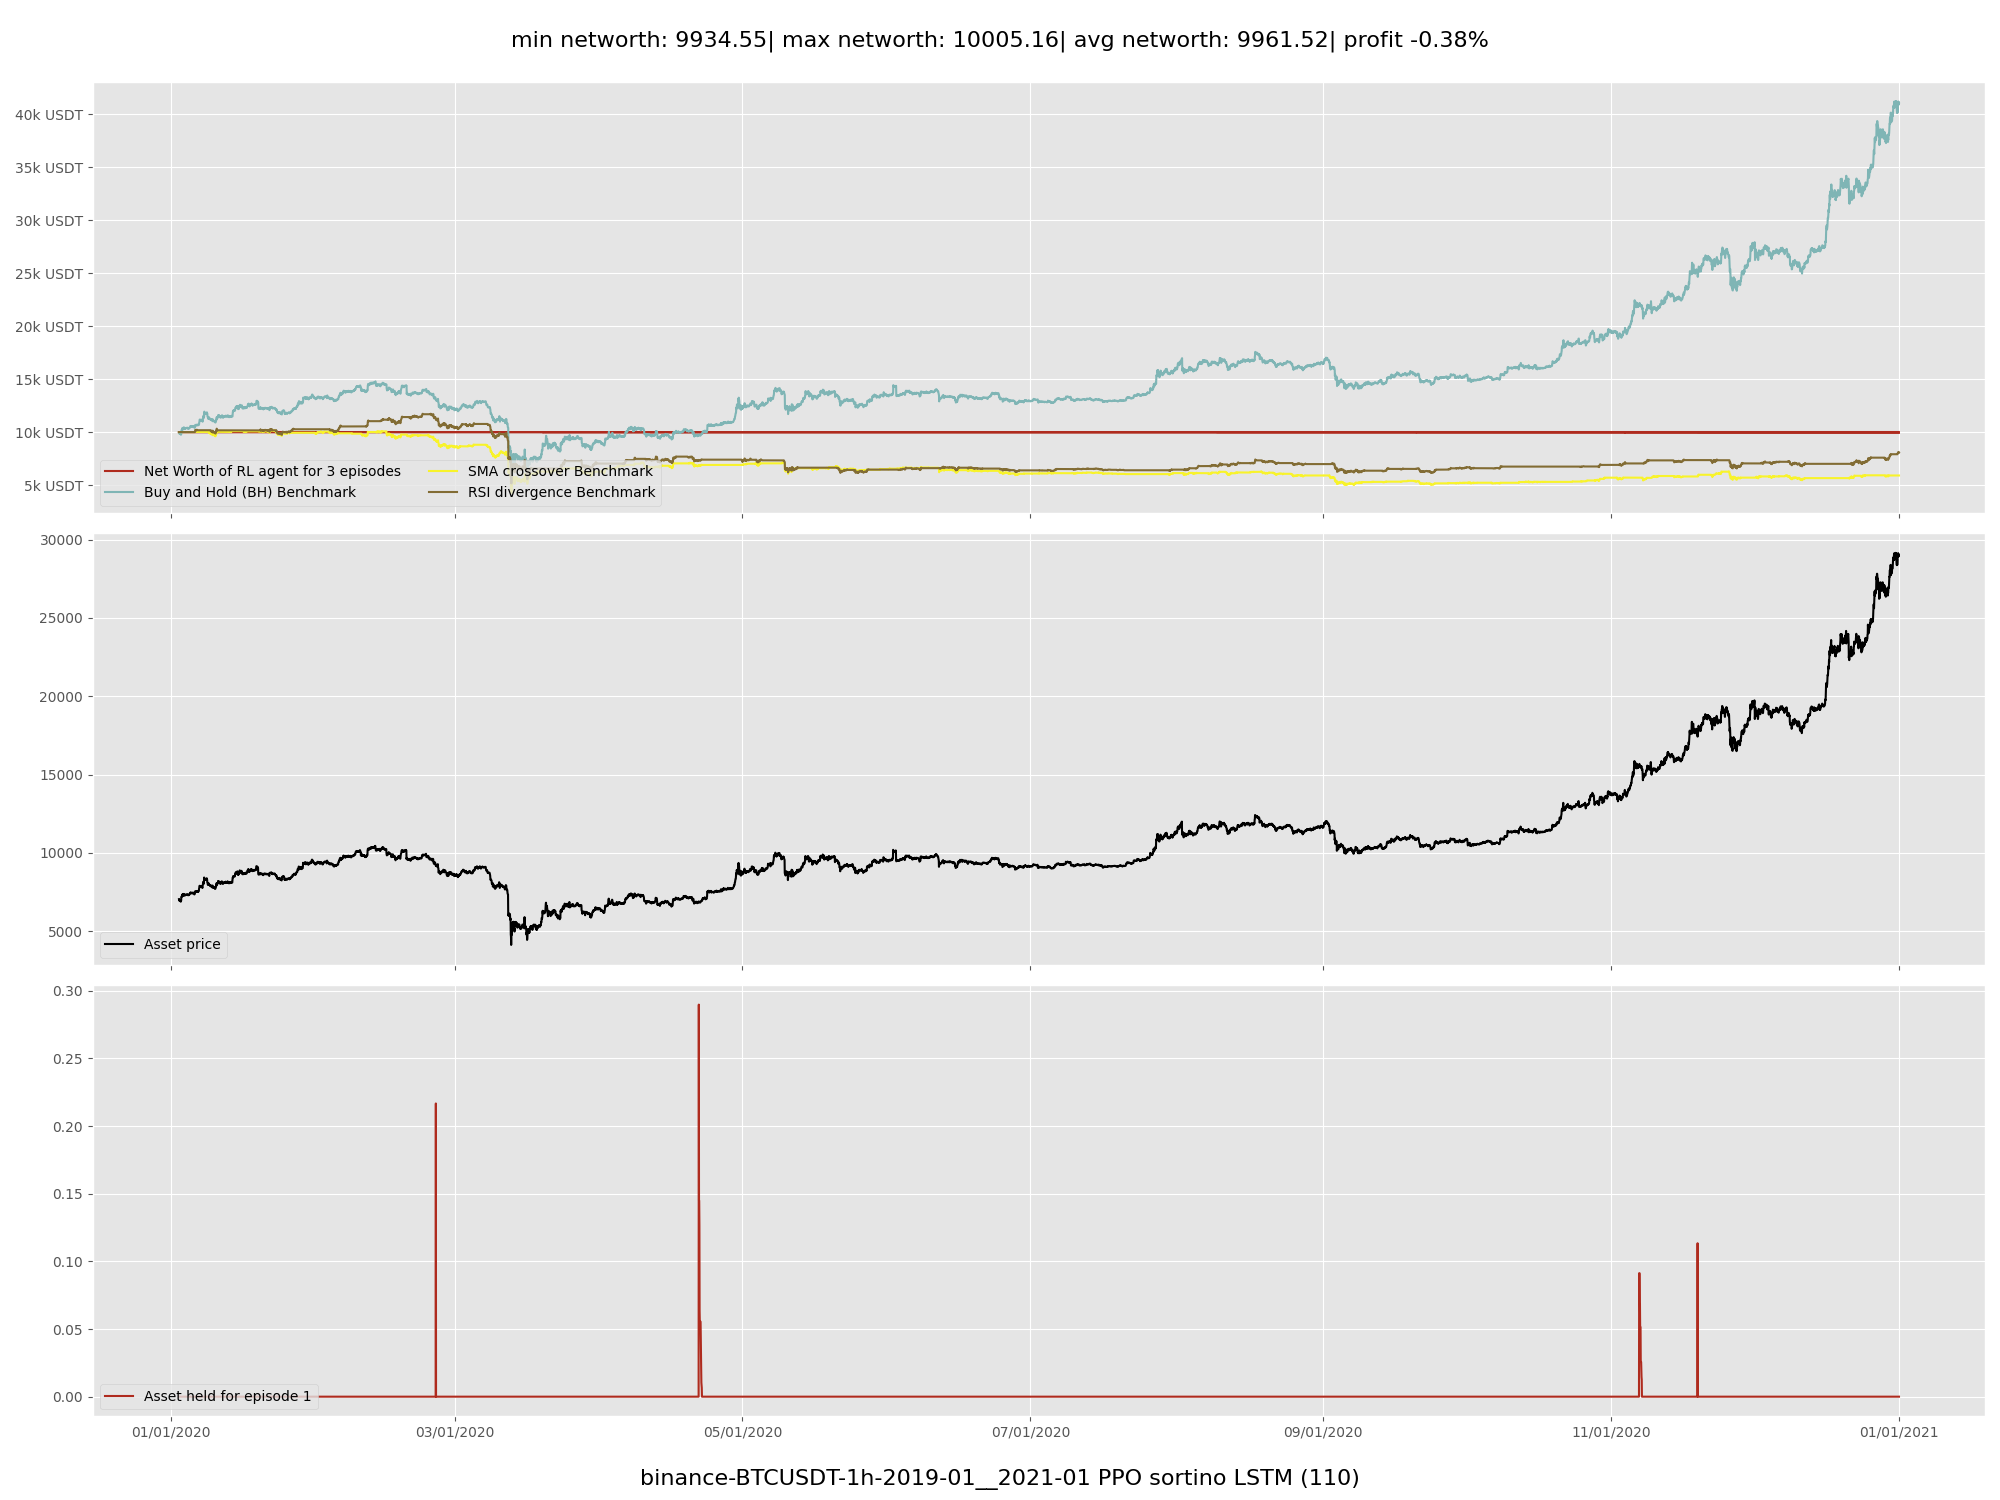 min networth: 9934.55| max networth: 10005.16| avg networth: 9961.52| profit -0.38%
40k USDT
35k USDT
30k USDT
25k USDT
20k USDT
15k USDT
10k USDT
5k USDT
Net Worth of RL agent for 3 episodes
Buy and Hold (BH) Benchmark
SMA crossover Benchmark
RSI divergence Benchmark
30000
25000
20000
15000
10000
5000
Asset price
0.30
0.25
0.20
0.15
0.10
0.05
0.00
Asset held for episode 1
01/01/2020
03/01/2020
05/01/2020
07/01/2020
09/01/2020
11/01/2020
01/01/2021
binance-BTCUSDT-1h-2019-01__2021-01 PPO sortino LSTM (110)